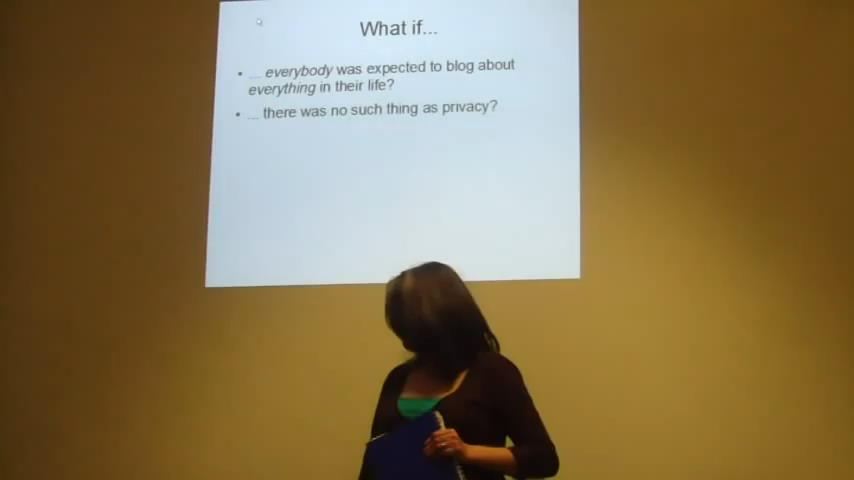 What if...
• ... everybody was expected to blog about
everything in their life?
• ... there was no such thing as privacy?